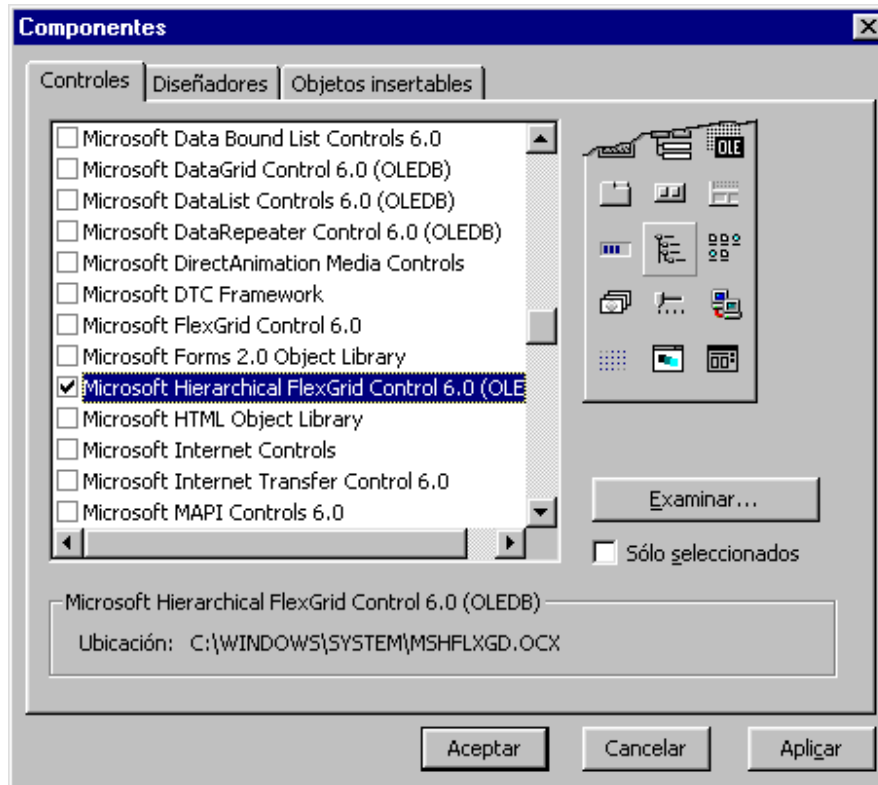 Componentes
Controles
Diseñadores
Objetos insertables
Microsoft Data Bound List Controls 6.0
Microsoft DataGrid Control 6.0 (OLEDB)
Microsoft DataList Controls 6.0 (OLEDB)
Microsoft DataRepeater Control 6.0 (OLEDB)
Microsoft DirectAnimation Media Controls
Microsoft DTC Framework
Microsoft FlexGrid Control 6.0
Microsoft Forms 2.0 Object Library
Microsoft Hierarchical FlexGrid Control 6.0 (OLE
Microsoft HTML Object Library
Microsoft Internet Controls
Microsoft Internet Transfer Control 6.0
Microsoft MAPI Controls 6.0
OLE
Examinar...
Sólo seleccionados
Microsoft Hierarchical FlexGrid Control 6.0 (OLEDB)
Ubicación: C:\WINDOWS\SYSTEM\MSHFLXGD.OCX
Aceptar
Cancelar
Aplicar